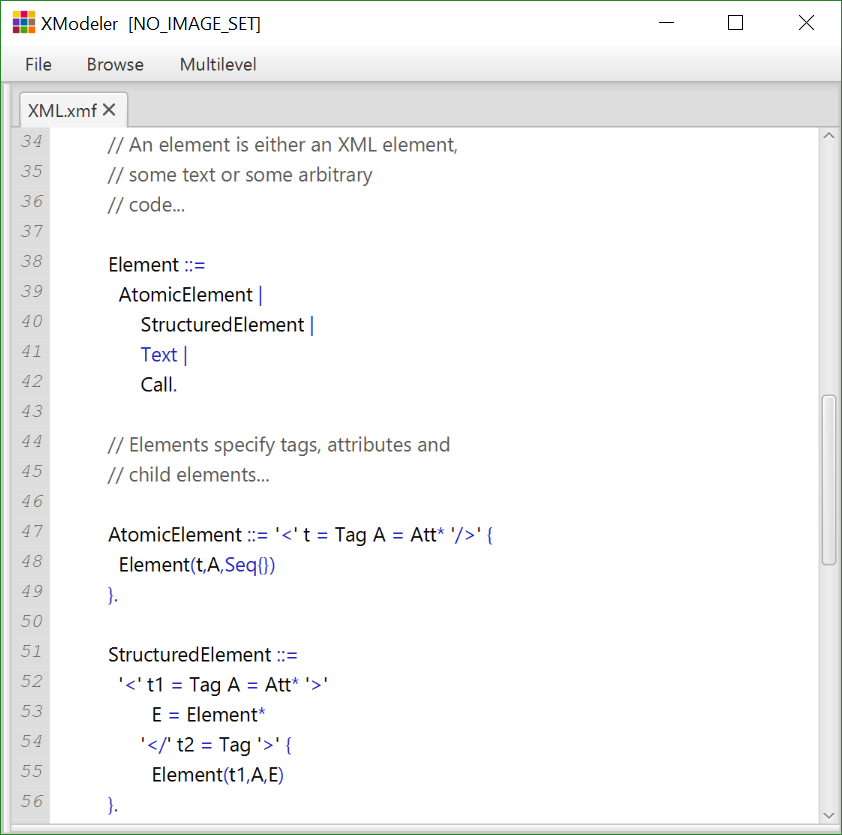 XModeler [NO_IMAGE_SET]
File Browse Multilevel
XML.xmf
34 // An element is either an XML element,
35 // some text or some arbitrary
36 // code...
37
38 Element ::=
39 AtomicElement |
40 StructuredElement |
41 Text |
42 Call.
43
44 // Elements specify tags, attributes and
45 // child elements...
46
47 AtomicElement ::= '<' t = Tag A = Att* '/>' {
48 Element(t,A,Seq{})
49 }.
50
51 StructuredElement ::=
52 '<' t1 = Tag A = Att* '>'
53 E = Element*
54 '</' t2 = Tag '>' {
55 Element(t1,A,E)
56 }.